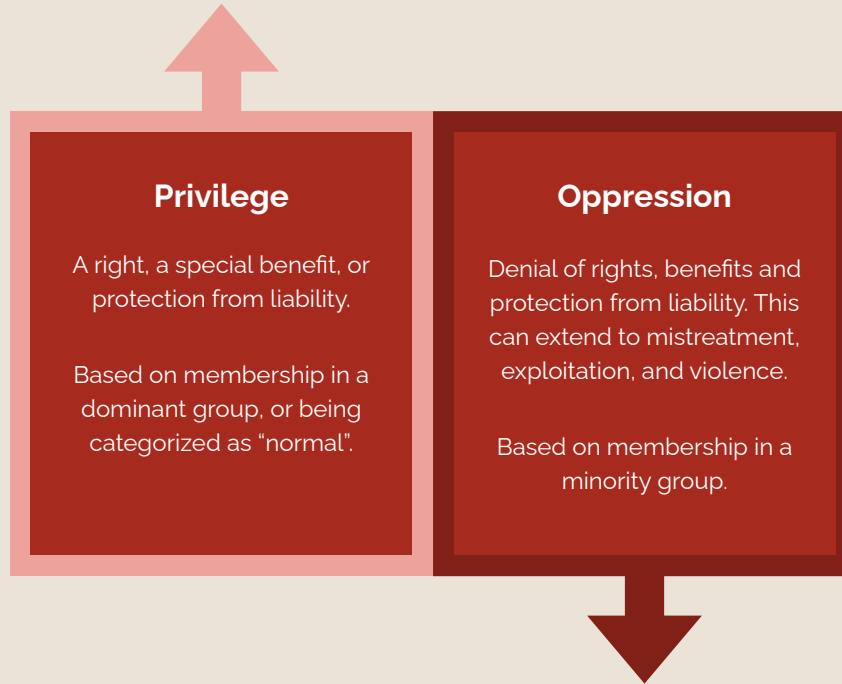 Privilege
A right, a special benefit, or
protection from liability.
Based on membership in a
dominant group, or being
categorized as “normal”.
Oppression
Denial of rights, benefits and
protection from liability. This
can extend to mistreatment,
exploitation, and violence.
Based on membership in a
minority group.